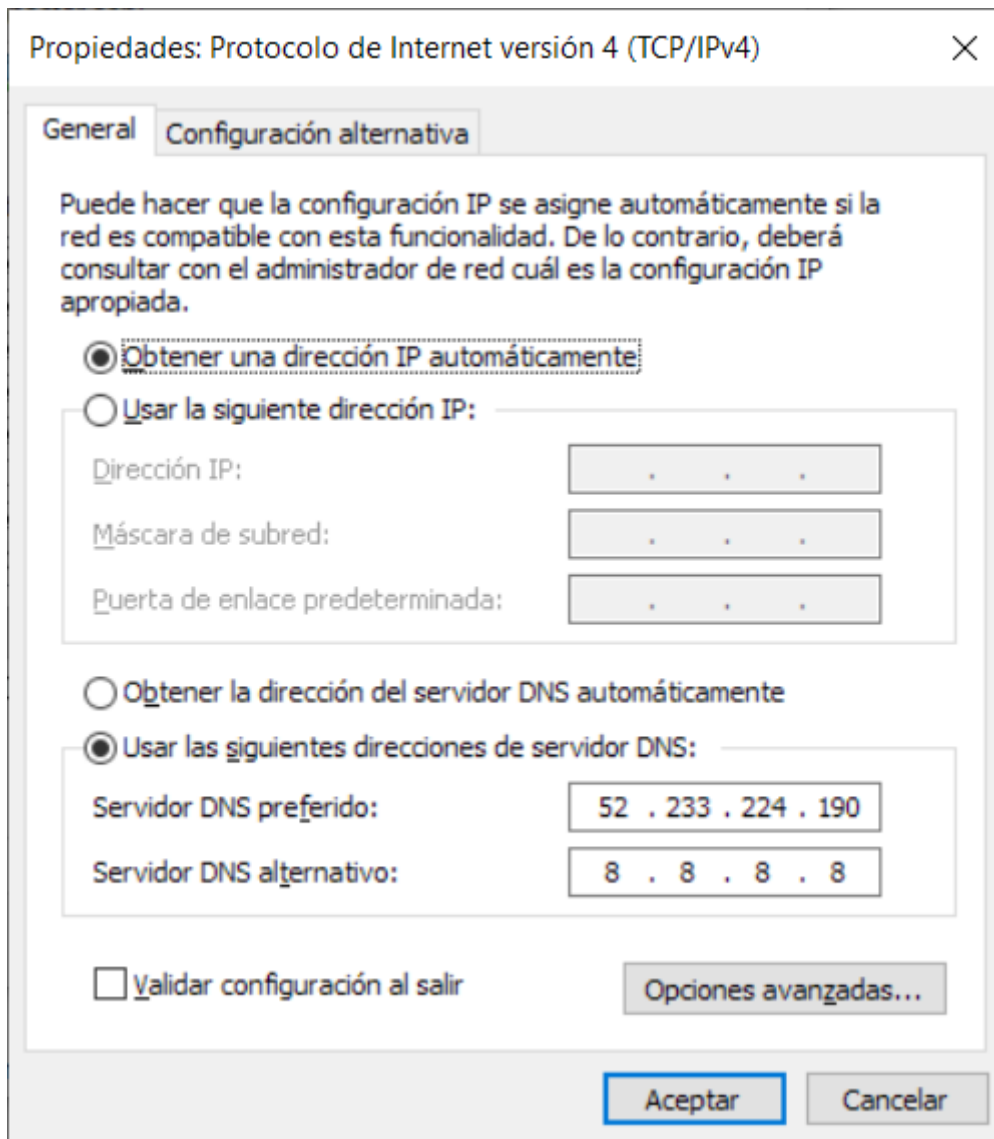 Propiedades: Protocolo de Internet versión 4 (TCP/IPv4)
General
Configuración alternativa
Puede hacer que la configuración IP se asigne automáticamente si la
red es compatible con esta funcionalidad. De lo contrario, deberá
consultar con el administrador de red cuál es la configuración IP
apropiada.
Obtener una dirección IP automáticamente
Usar la siguiente dirección IP:
Dirección IP: . . .
Máscara de subred: . . .
Puerta de enlace predeterminada: . . .
Obtener la dirección del servidor DNS automáticamente
Usar las siguientes direcciones de servidor DNS:
Servidor DNS preferido: 52 . 233 . 224 . 190
Servidor DNS alternativo: 8 . 8 . 8 . 8
Validar configuración al salir
Opciones avanzadas...
Aceptar
Cancelar